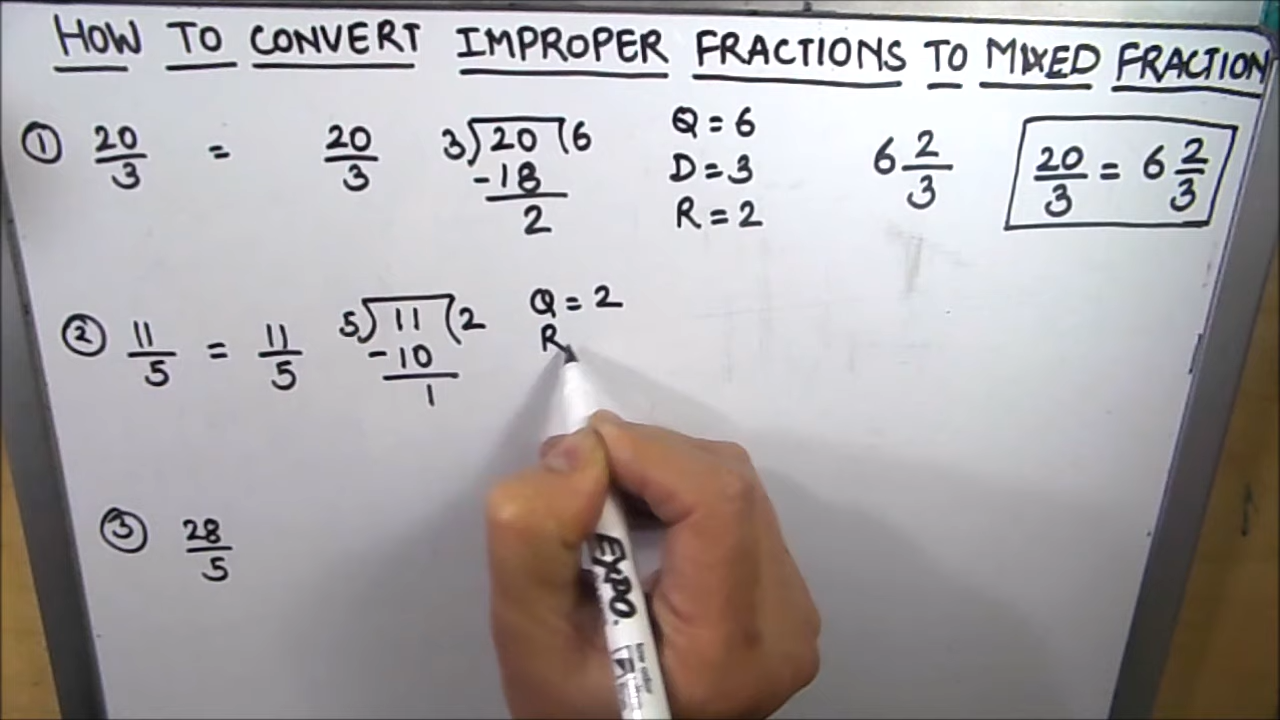 HOW TO CONVERT IMPROPER FRACTIONS TO MIXED FRACTION
① 20/3 = 20/3 3)20(6 Q = 6 6 2/3 20/3 = 6 2/3
-18 D = 3
2 R = 2
② 11/5 = 11/5 5)11(2 Q = 2
-10 R
1
③ 28/5
EXPO.
low odor